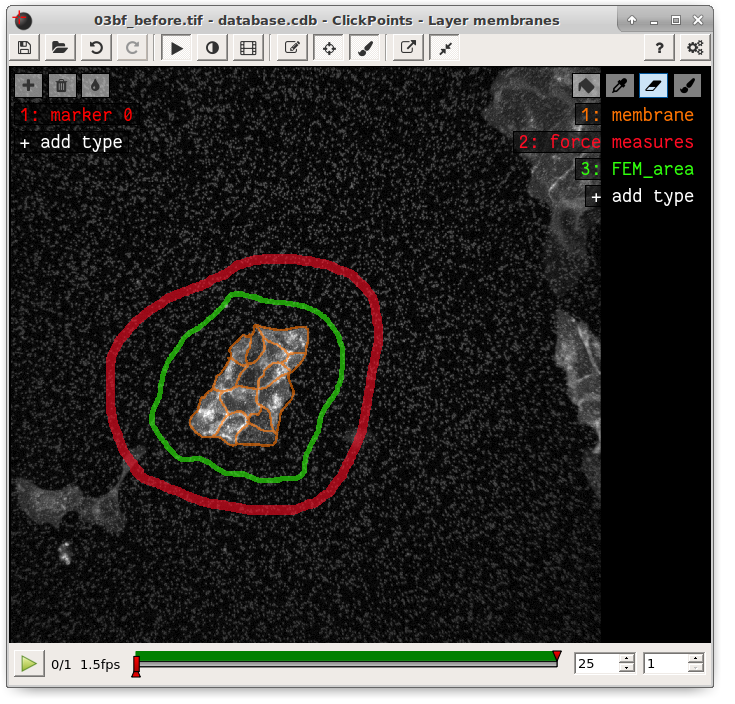 03bf_before.tif - database.cdb - ClickPoints - Layer membranes
?
1: marker 0
+ add type
1: membrane
2: force measures
3: FEM_area
+ add type
0/1 1.5fps
25
1